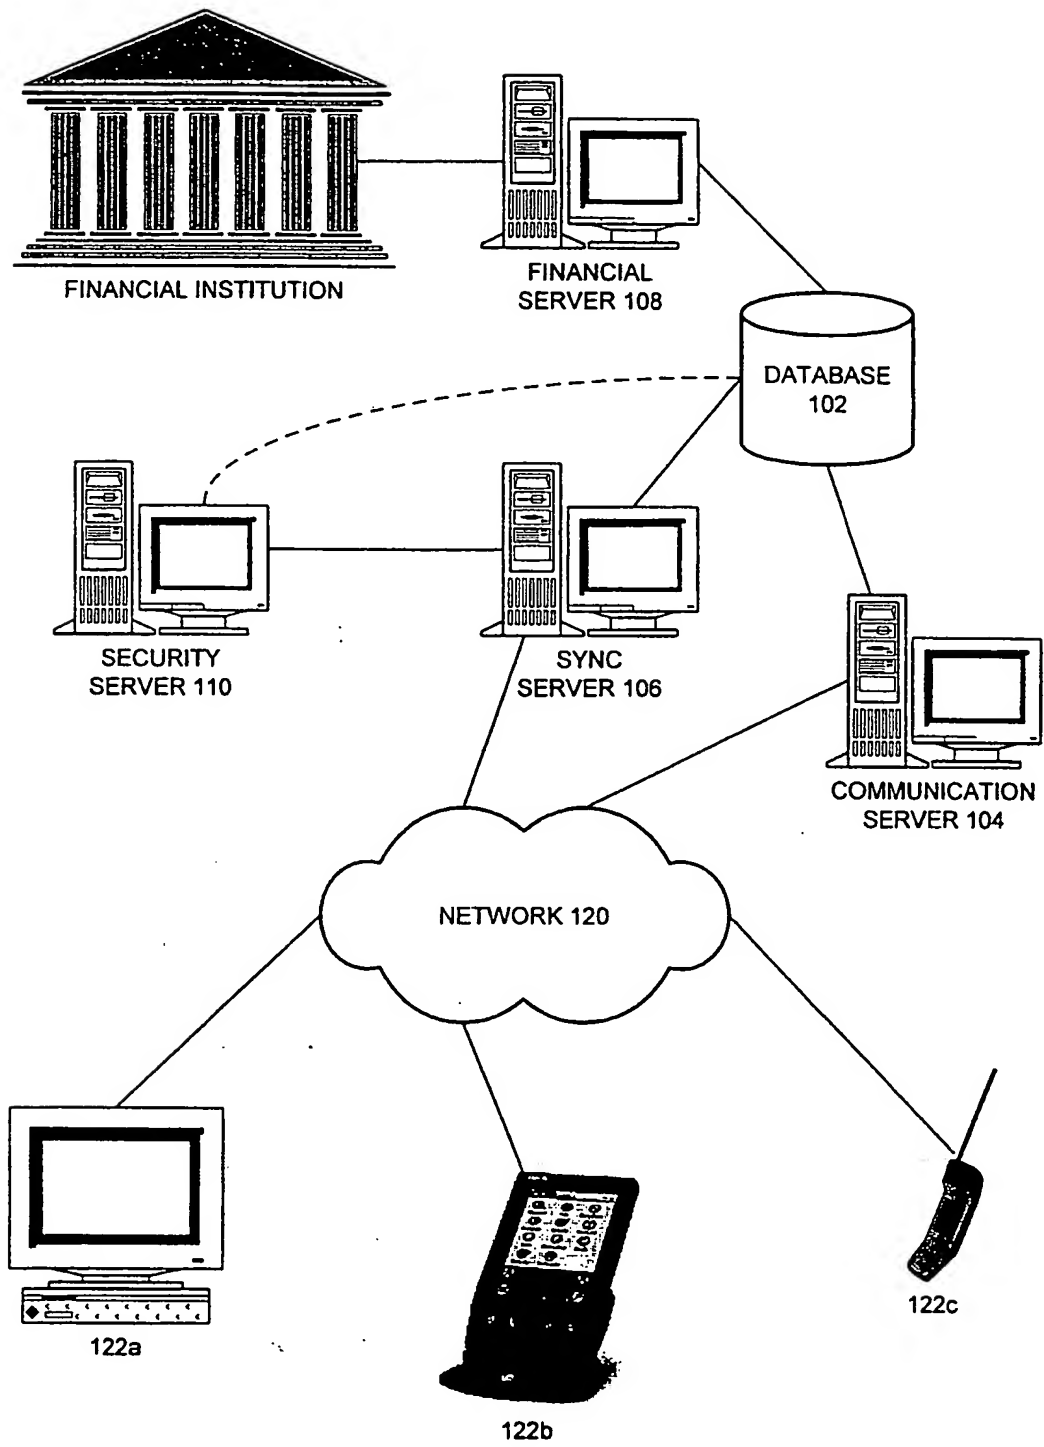 FINANCIAL INSTITUTION
FINANCIAL
SERVER 108
DATABASE
102
SECURITY
SERVER 110
SYNC
SERVER 106
COMMUNICATION
SERVER 104
NETWORK 120
122a
122b
122c